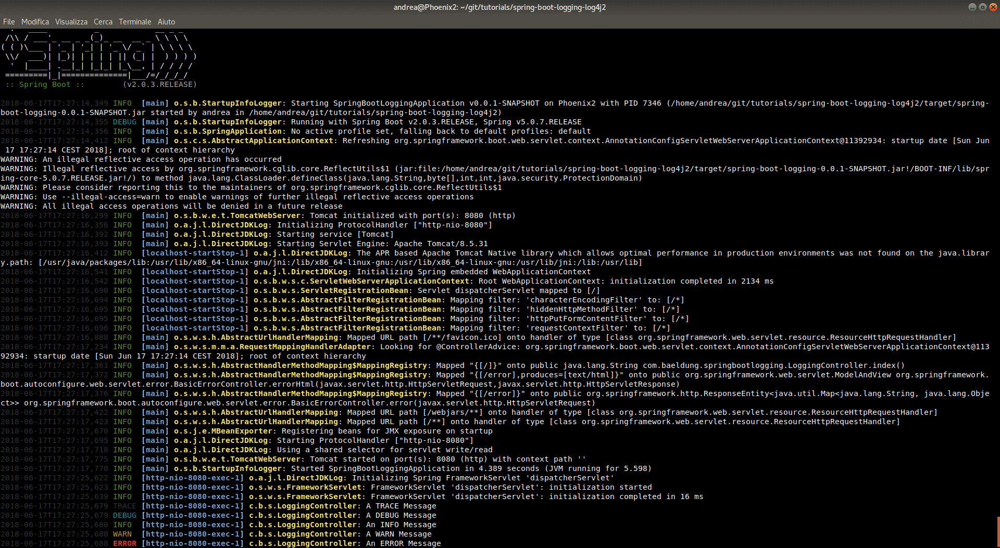 andrea@Phoenix2: ~/git/tutorials/spring-boot-logging-log4j2
File Modifica Visualizza Cerca Terminale Aiuto
  .   ____          _            __ _ _
 /\\ / ___'_ __ _ _(_)_ __  __ _ \ \ \ \
( ( )\___ | '_ | '_| | '_ \/ _` | \ \ \ \
 \\/  ___)| |_)| | | | | || (_| |  ) ) ) )
  '  |____| .__|_| |_|_| |_\__, | / / / /
 =========|_|==============|___/=/_/_/_/
 :: Spring Boot ::        (v2.0.3.RELEASE)
2018-06-17T17:27:14,349 INFO  [main] o.s.b.StartupInfoLogger: Starting SpringBootLoggingApplication v0.0.1-SNAPSHOT on Phoenix2 with PID 7346 (/home/andrea/git/tutorials/spring-boot-logging-log4j2/target/spring-
boot-logging-0.0.1-SNAPSHOT.jar started by andrea in /home/andrea/git/tutorials/spring-boot-logging-log4j2)
2018-06-17T17:27:14,355 DEBUG [main] o.s.b.StartupInfoLogger: Running with Spring Boot v2.0.3.RELEASE, Spring v5.0.7.RELEASE
2018-06-17T17:27:14,356 INFO  [main] o.s.b.SpringApplication: No active profile set, falling back to default profiles: default
2018-06-17T17:27:14,412 INFO  [main] o.s.c.s.AbstractApplicationContext: Refreshing org.springframework.boot.web.servlet.context.AnnotationConfigServletWebServerApplicationContext@11392934: startup date [Sun Jun
 17 17:27:14 CEST 2018]; root of context hierarchy
WARNING: An illegal reflective access operation has occurred
WARNING: Illegal reflective access by org.springframework.cglib.core.ReflectUtils$1 (jar:file:/home/andrea/git/tutorials/spring-boot-logging-log4j2/target/spring-boot-logging-0.0.1-SNAPSHOT.jar!/BOOT-INF/lib/spr
ing-core-5.0.7.RELEASE.jar!/) to method java.lang.ClassLoader.defineClass(java.lang.String,byte[],int,int,java.security.ProtectionDomain)
WARNING: Please consider reporting this to the maintainers of org.springframework.cglib.core.ReflectUtils$1
WARNING: Use --illegal-access=warn to enable warnings of further illegal reflective access operations
WARNING: All illegal access operations will be denied in a future release
2018-06-17T17:27:16,299 INFO  [main] o.s.b.w.e.t.TomcatWebServer: Tomcat initialized with port(s): 8080 (http)
2018-06-17T17:27:16,356 INFO  [main] o.a.j.l.DirectJDKLog: Initializing ProtocolHandler ["http-nio-8080"]
2018-06-17T17:27:16,392 INFO  [main] o.a.j.l.DirectJDKLog: Starting service [Tomcat]
2018-06-17T17:27:16,393 INFO  [main] o.a.j.l.DirectJDKLog: Starting Servlet Engine: Apache Tomcat/8.5.31
2018-06-17T17:27:16,412 INFO  [localhost-startStop-1] o.a.j.l.DirectJDKLog: The APR based Apache Tomcat Native library which allows optimal performance in production environments was not found on the java.librar
y.path: [/usr/java/packages/lib:/usr/lib/x86_64-linux-gnu/jni:/lib/x86_64-linux-gnu:/usr/lib/x86_64-linux-gnu:/usr/lib/jni:/lib:/usr/lib]
2018-06-17T17:27:16,541 INFO  [localhost-startStop-1] o.a.j.l.DirectJDKLog: Initializing Spring embedded WebApplicationContext
2018-06-17T17:27:16,542 INFO  [localhost-startStop-1] o.s.b.w.s.c.ServletWebServerApplicationContext: Root WebApplicationContext: initialization completed in 2134 ms
2018-06-17T17:27:16,690 INFO  [localhost-startStop-1] o.s.b.w.s.ServletRegistrationBean: Servlet dispatcherServlet mapped to [/]
2018-06-17T17:27:16,694 INFO  [localhost-startStop-1] o.s.b.w.s.AbstractFilterRegistrationBean: Mapping filter: 'characterEncodingFilter' to: [/*]
2018-06-17T17:27:16,695 INFO  [localhost-startStop-1] o.s.b.w.s.AbstractFilterRegistrationBean: Mapping filter: 'hiddenHttpMethodFilter' to: [/*]
2018-06-17T17:27:16,695 INFO  [localhost-startStop-1] o.s.b.w.s.AbstractFilterRegistrationBean: Mapping filter: 'httpPutFormContentFilter' to: [/*]
2018-06-17T17:27:16,696 INFO  [localhost-startStop-1] o.s.b.w.s.AbstractFilterRegistrationBean: Mapping filter: 'requestContextFilter' to: [/*]
2018-06-17T17:27:16,888 INFO  [main] o.s.w.s.h.AbstractUrlHandlerMapping: Mapped URL path [/**/favicon.ico] onto handler of type [class org.springframework.web.servlet.resource.ResourceHttpRequestHandler]
2018-06-17T17:27:17,234 INFO  [main] o.s.w.s.m.m.a.RequestMappingHandlerAdapter: Looking for @ControllerAdvice: org.springframework.boot.web.servlet.context.AnnotationConfigServletWebServerApplicationContext@113
92934: startup date [Sun Jun 17 17:27:14 CEST 2018]; root of context hierarchy
2018-06-17T17:27:17,361 INFO  [main] o.s.w.s.h.AbstractHandlerMethodMapping$MappingRegistry: Mapped "{[/]}" onto public java.lang.String com.baeldung.springbootlogging.LoggingController.index()
2018-06-17T17:27:17,372 INFO  [main] o.s.w.s.h.AbstractHandlerMethodMapping$MappingRegistry: Mapped "{[/error],produces=[text/html]}" onto public org.springframework.web.servlet.ModelAndView org.springframework.
boot.autoconfigure.web.servlet.error.BasicErrorController.errorHtml(javax.servlet.http.HttpServletRequest,javax.servlet.http.HttpServletResponse)
2018-06-17T17:27:17,376 INFO  [main] o.s.w.s.h.AbstractHandlerMethodMapping$MappingRegistry: Mapped "{[/error]}" onto public org.springframework.http.ResponseEntity<java.util.Map<java.lang.String, java.lang.Obje
ct>> org.springframework.boot.autoconfigure.web.servlet.error.BasicErrorController.error(javax.servlet.http.HttpServletRequest)
2018-06-17T17:27:17,422 INFO  [main] o.s.w.s.h.AbstractUrlHandlerMapping: Mapped URL path [/webjars/**] onto handler of type [class org.springframework.web.servlet.resource.ResourceHttpRequestHandler]
2018-06-17T17:27:17,423 INFO  [main] o.s.w.s.h.AbstractUrlHandlerMapping: Mapped URL path [/**] onto handler of type [class org.springframework.web.servlet.resource.ResourceHttpRequestHandler]
2018-06-17T17:27:17,670 INFO  [main] o.s.j.e.MBeanExporter: Registering beans for JMX exposure on startup
2018-06-17T17:27:17,695 INFO  [main] o.a.j.l.DirectJDKLog: Starting ProtocolHandler ["http-nio-8080"]
2018-06-17T17:27:17,718 INFO  [main] o.a.j.l.DirectJDKLog: Using a shared selector for servlet write/read
2018-06-17T17:27:17,775 INFO  [main] o.s.b.w.e.t.TomcatWebServer: Tomcat started on port(s): 8080 (http) with context path ''
2018-06-17T17:27:17,778 INFO  [main] o.s.b.StartupInfoLogger: Started SpringBootLoggingApplication in 4.389 seconds (JVM running for 5.598)
2018-06-17T17:27:25,622 INFO  [http-nio-8080-exec-1] o.a.j.l.DirectJDKLog: Initializing Spring FrameworkServlet 'dispatcherServlet'
2018-06-17T17:27:25,623 INFO  [http-nio-8080-exec-1] o.s.w.s.FrameworkServlet: FrameworkServlet 'dispatcherServlet': initialization started
2018-06-17T17:27:25,639 INFO  [http-nio-8080-exec-1] o.s.w.s.FrameworkServlet: FrameworkServlet 'dispatcherServlet': initialization completed in 16 ms
2018-06-17T17:27:25,679 TRACE [http-nio-8080-exec-1] c.b.s.LoggingController: A TRACE Message
2018-06-17T17:27:25,679 DEBUG [http-nio-8080-exec-1] c.b.s.LoggingController: A DEBUG Message
2018-06-17T17:27:25,680 INFO  [http-nio-8080-exec-1] c.b.s.LoggingController: An INFO Message
2018-06-17T17:27:25,688 WARN  [http-nio-8080-exec-1] c.b.s.LoggingController: A WARN Message
2018-06-17T17:27:25,688 ERROR [http-nio-8080-exec-1] c.b.s.LoggingController: An ERROR Message